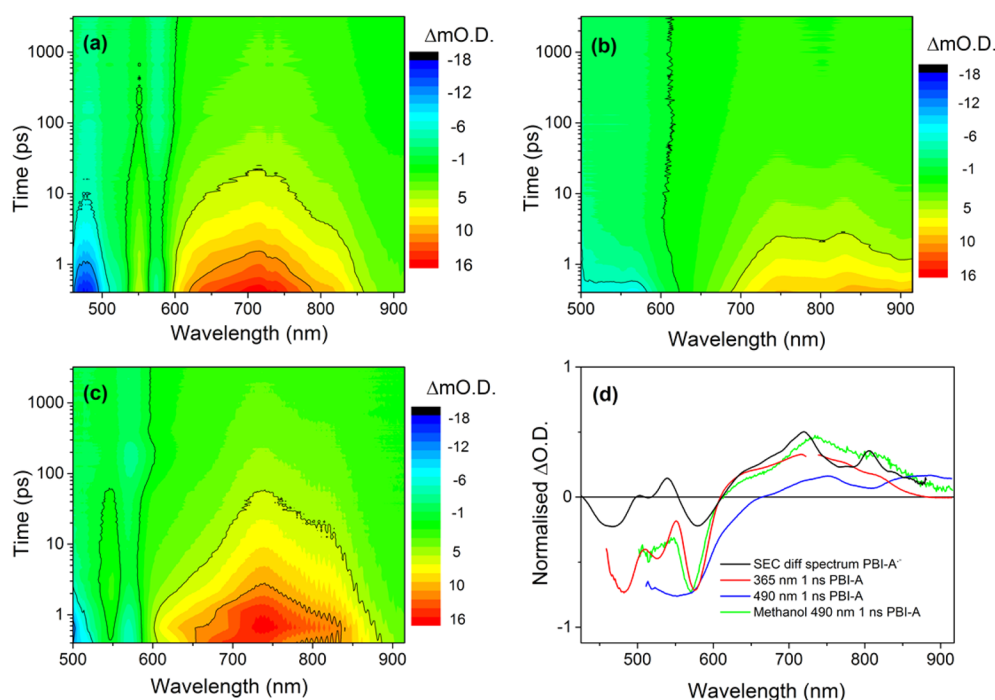 (a)
ΔmO.D.
-18
-12
-6
-1
5
10
16
1000
100
10
1
Time (ps)
500 600 700 800 900
Wavelength (nm)
(b)
ΔmO.D.
-18
-12
-6
-1
5
10
16
1000
100
10
1
Time (ps)
500 600 700 800 900
Wavelength (nm)
(c)
ΔmO.D.
-18
-12
-6
-1
5
10
16
1000
100
10
1
Time (ps)
500 600 700 800 900
Wavelength (nm)
(d)
1
0
-1
Normalised ΔO.D.
SEC diff spectrum PBI-A·⁻
365 nm 1 ns PBI-A
490 nm 1 ns PBI-A
Methanol 490 nm 1 ns PBI-A
500 600 700 800 900
Wavelength (nm)